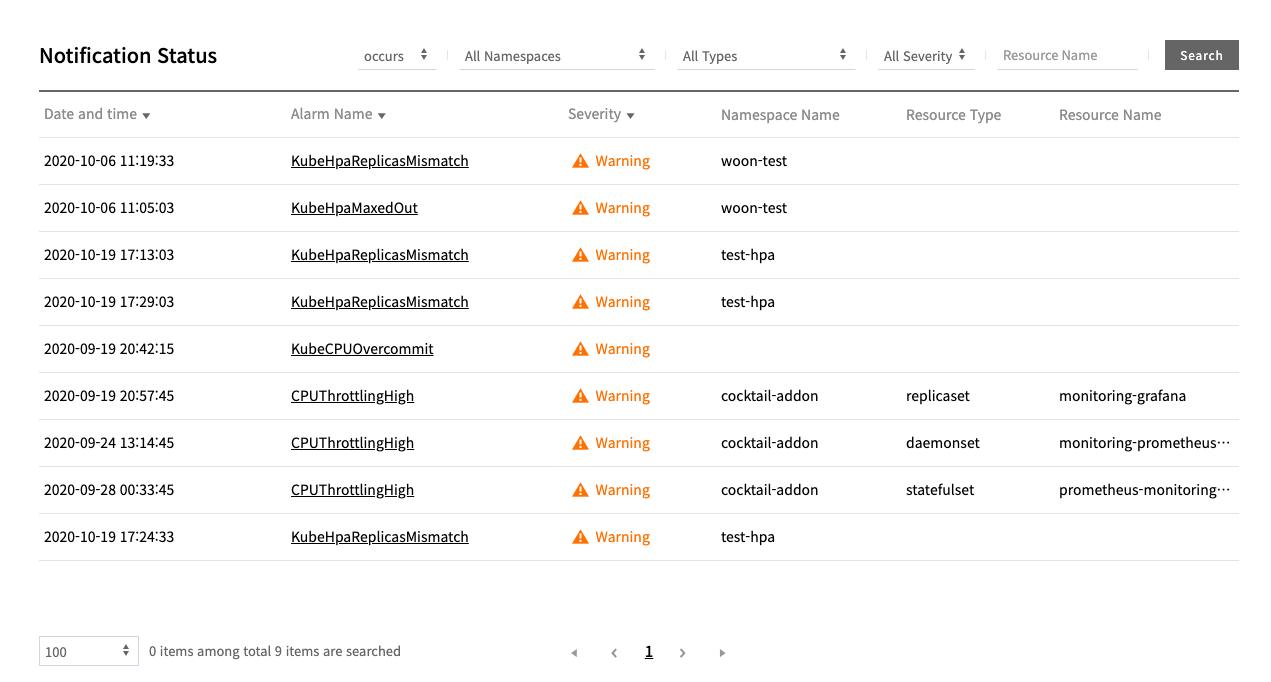 Notification Status occurs All Namespaces All Types All Severity Resource Name Search
Date and time Alarm Name Severity Namespace Name Resource Type Resource Name
2020-10-06 11:19:33 KubeHpaReplicasMismatch Warning woon-test
2020-10-06 11:05:03 KubeHpaMaxedOut Warning woon-test
2020-10-19 17:13:03 KubeHpaReplicasMismatch Warning test-hpa
2020-10-19 17:29:03 KubeHpaReplicasMismatch Warning test-hpa
2020-09-19 20:42:15 KubeCPUOvercommit Warning
2020-09-19 20:57:45 CPUThrottlingHigh Warning cocktail-addon replicaset monitoring-grafana
2020-09-24 13:14:45 CPUThrottlingHigh Warning cocktail-addon daemonset monitoring-prometheus⋯
2020-09-28 00:33:45 CPUThrottlingHigh Warning cocktail-addon statefulset prometheus-monitoring⋯
2020-10-19 17:24:33 KubeHpaReplicasMismatch Warning test-hpa
100 0 items among total 9 items are searched 1